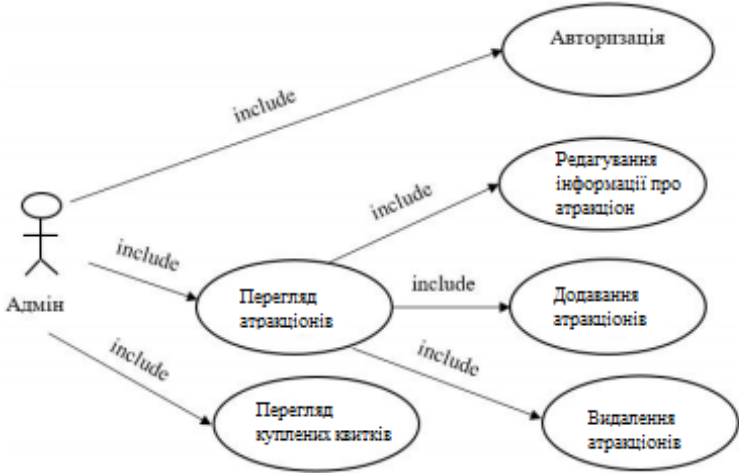 Авторизація
include
Редагування
інформації про
атракціон
include
include
Адмін
Перегляд
атракціонів
include
Додавання
атракціонів
include
include
Перегляд
куплених квитків
Видалення
атракціонів